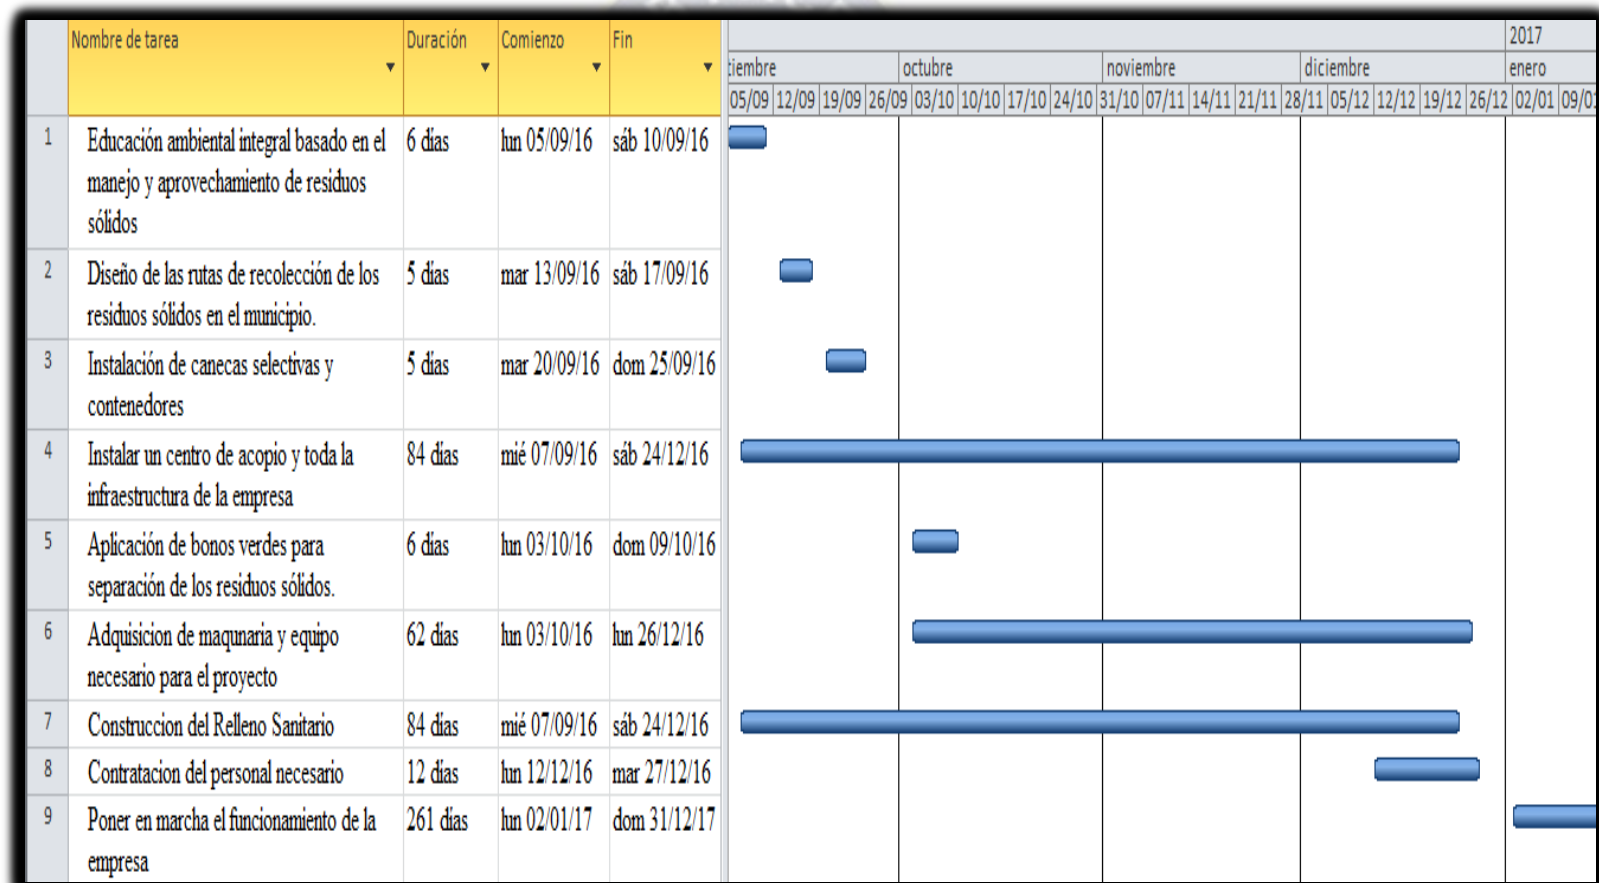 Nombre de tarea Duración Comienzo Fin
2017
tiembre octubre noviembre diciembre enero
05/09 12/09 19/09 26/09 03/10 10/10 17/10 24/10 31/10 07/11 14/11 21/11 28/11 05/12 12/12 19/12 26/12 02/01 09/01
1 Educación ambiental integral basado en el 6 días lun 05/09/16 sáb 10/09/16
manejo y aprovechamiento de residuos
sólidos
2 Diseño de las rutas de recolección de los 5 días mar 13/09/16 sáb 17/09/16
residuos sólidos en el municipio.
3 Instalación de canecas selectivas y 5 días mar 20/09/16 dom 25/09/16
contenedores
4 Instalar un centro de acopio y toda la 84 días mié 07/09/16 sáb 24/12/16
infraestructura de la empresa
5 Aplicación de bonos verdes para 6 días lun 03/10/16 dom 09/10/16
separación de los residuos sólidos.
6 Adquisicion de maqunaria y equipo 62 días lun 03/10/16 lun 26/12/16
necesario para el proyecto
7 Construccion del Relleno Sanitario 84 días mié 07/09/16 sáb 24/12/16
8 Contratacion del personal necesario 12 días lun 12/12/16 mar 27/12/16
9 Poner en marcha el funcionamiento de la 261 días lun 02/01/17 dom 31/12/17
empresa